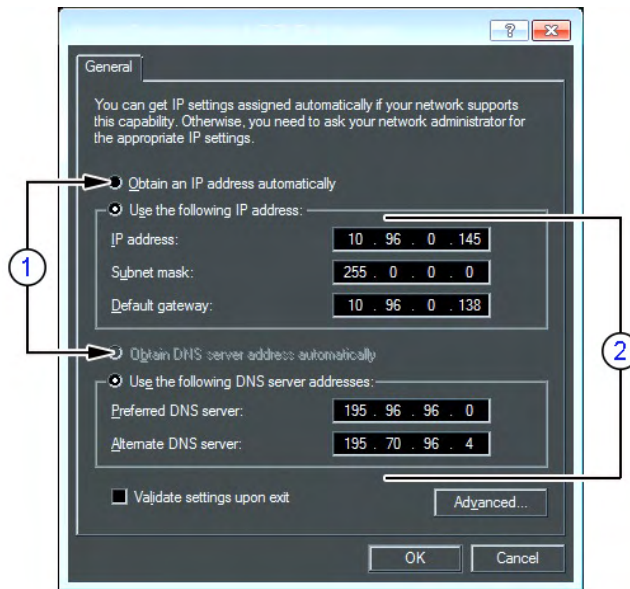 General
You can get IP settings assigned automatically if your network supports
this capability. Otherwise, you need to ask your network administrator for
the appropriate IP settings.
Obtain an IP address automatically
Use the following IP address:
IP address: 10 . 96 . 0 . 145
Subnet mask: 255 . 0 . 0 . 0
Default gateway: 10 . 96 . 0 . 138
1
Obtain DNS server address automatically
2
Use the following DNS server addresses:
Preferred DNS server: 195 . 96 . 96 . 0
Alternate DNS server: 195 . 70 . 96 . 4
Validate settings upon exit
Advanced...
OK Cancel